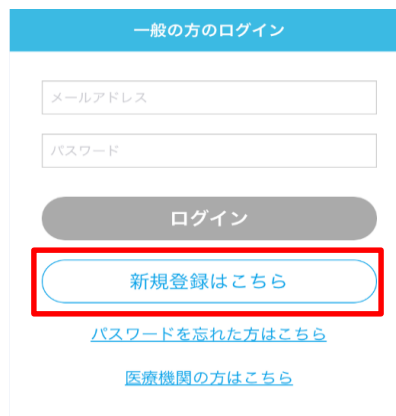 一般の方のログイン
メールアドレス
パスワード
ログイン
新規登録はこちら
パスワードを忘れた方はこちら
医療機関の方はこちら